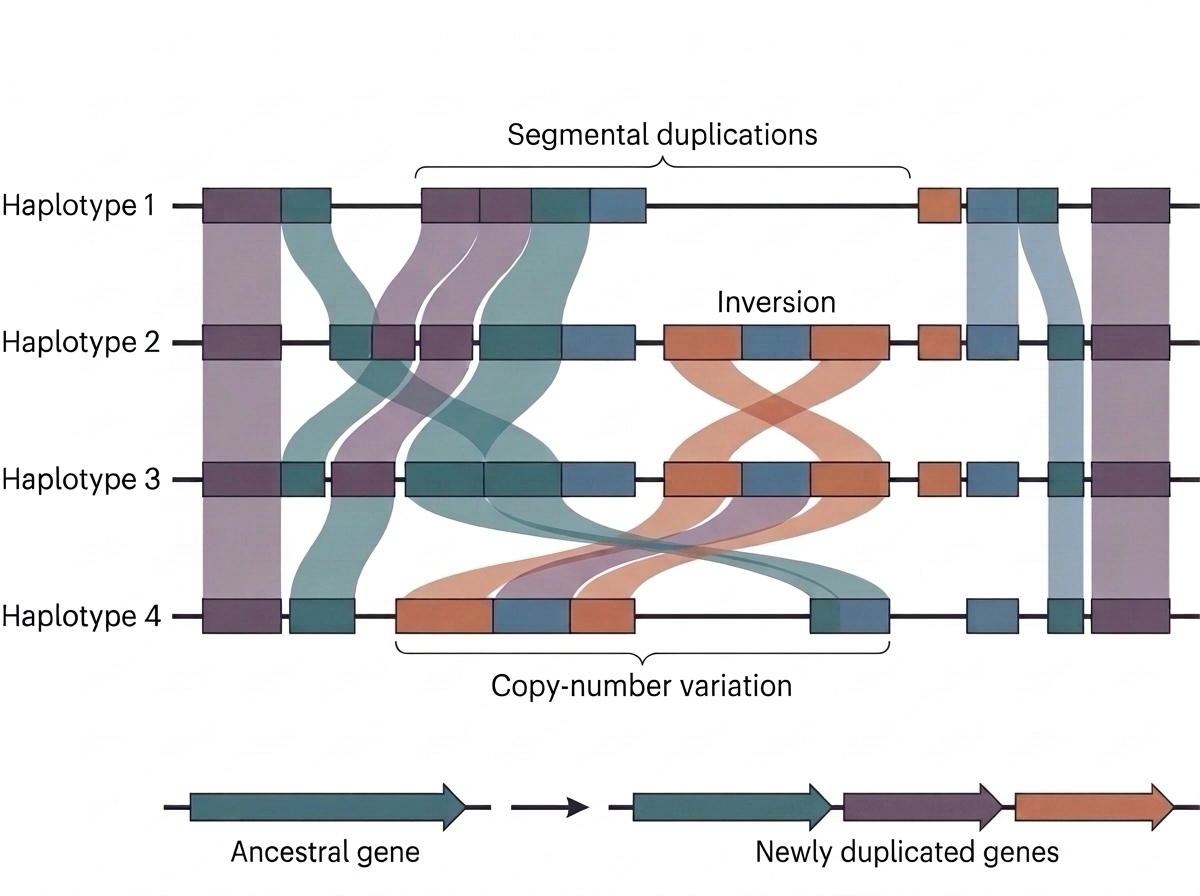 Segmental duplications
Haplotype 1
Inversion
Haplotype 2
Haplotype 3
Haplotype 4
Copy-number variation
Ancestral gene
Newly duplicated genes